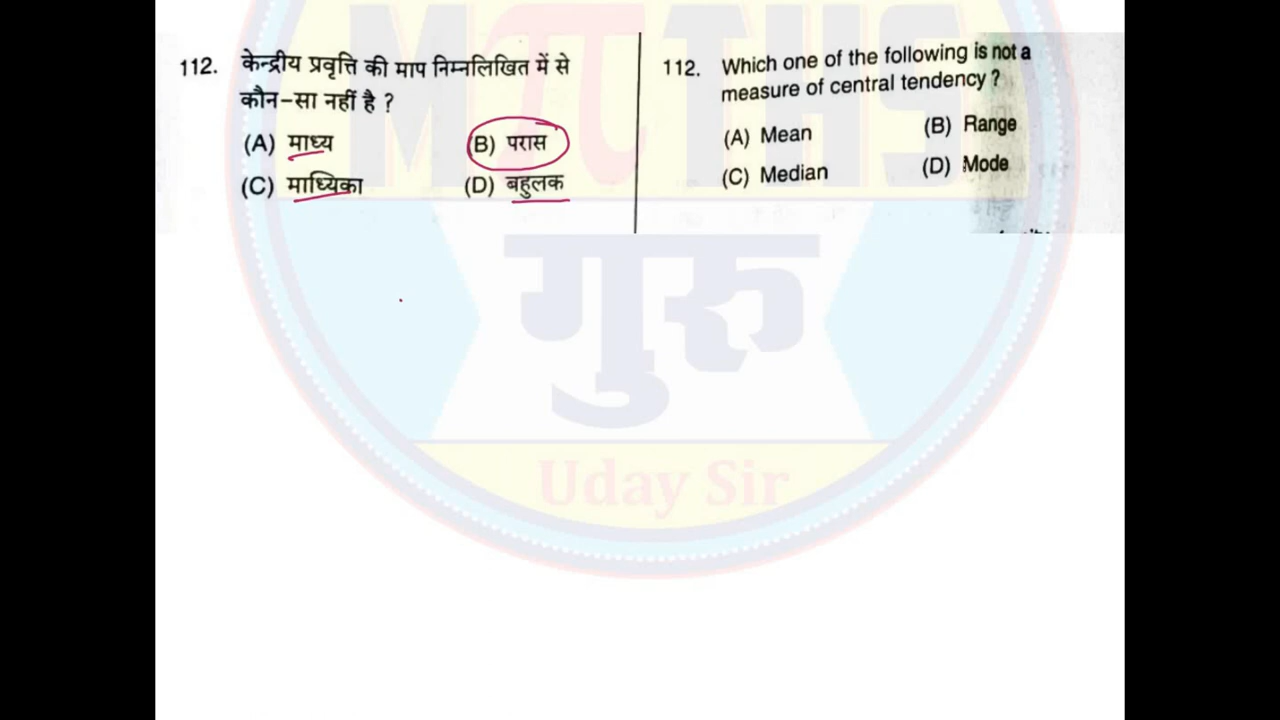 112. केन्द्रीय प्रवृत्ति की माप निम्नलिखित में से
कौन-सा नहीं है ?
(A) माध्य (B) परास
(C) माध्यिका (D) बहुलक
112. Which one of the following is not a
measure of central tendency ?
(A) Mean (B) Range
(C) Median (D) Mode
MπTHS
गुरु
Uday Sir